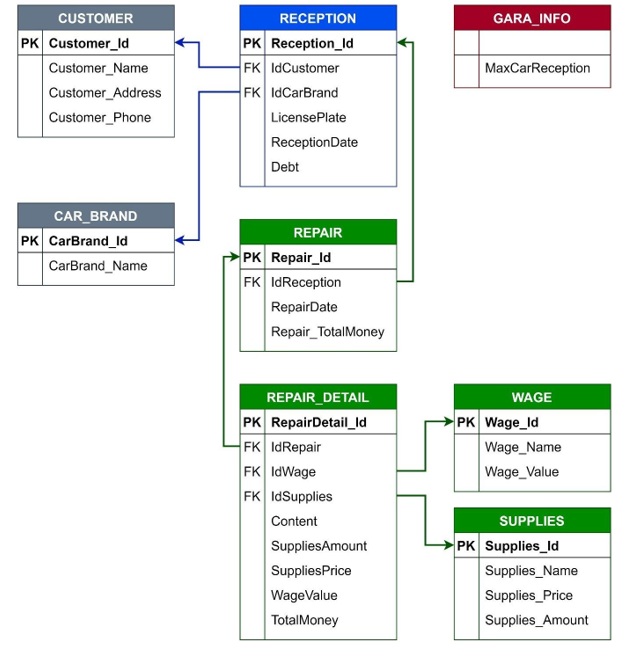 CUSTOMER
PK Customer_Id
Customer_Name
Customer_Address
Customer_Phone
RECEPTION
PK Reception_Id
FK IdCustomer
FK IdCarBrand
LicensePlate
ReceptionDate
Debt
GARA_INFO
MaxCarReception
CAR_BRAND
PK CarBrand_Id
CarBrand_Name
REPAIR
PK Repair_Id
FK IdReception
RepairDate
Repair_TotalMoney
REPAIR_DETAIL
PK RepairDetail_Id
FK IdRepair
FK IdWage
FK IdSupplies
Content
SuppliesAmount
SuppliesPrice
WageValue
TotalMoney
WAGE
PK Wage_Id
Wage_Name
Wage_Value
SUPPLIES
PK Supplies_Id
Supplies_Name
Supplies_Price
Supplies_Amount